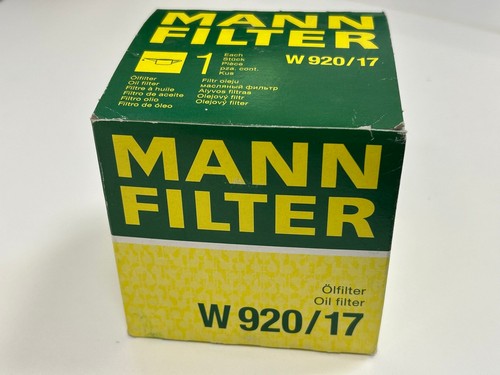 MANN
FILTER
1
Each
Stück
Pièce
pza. cont.
Kus
W 920/17
Ölfilter
Oil filter
Filtre à huile
Filtro de aceite
Filtro olio
Filtro de óleo
Filtr oleju
масляный фильтр
Alyvos filtras
Olejový filtr
Olejový filter
MANN
FILTER
Ölfilter
Oil filter
W 920/17